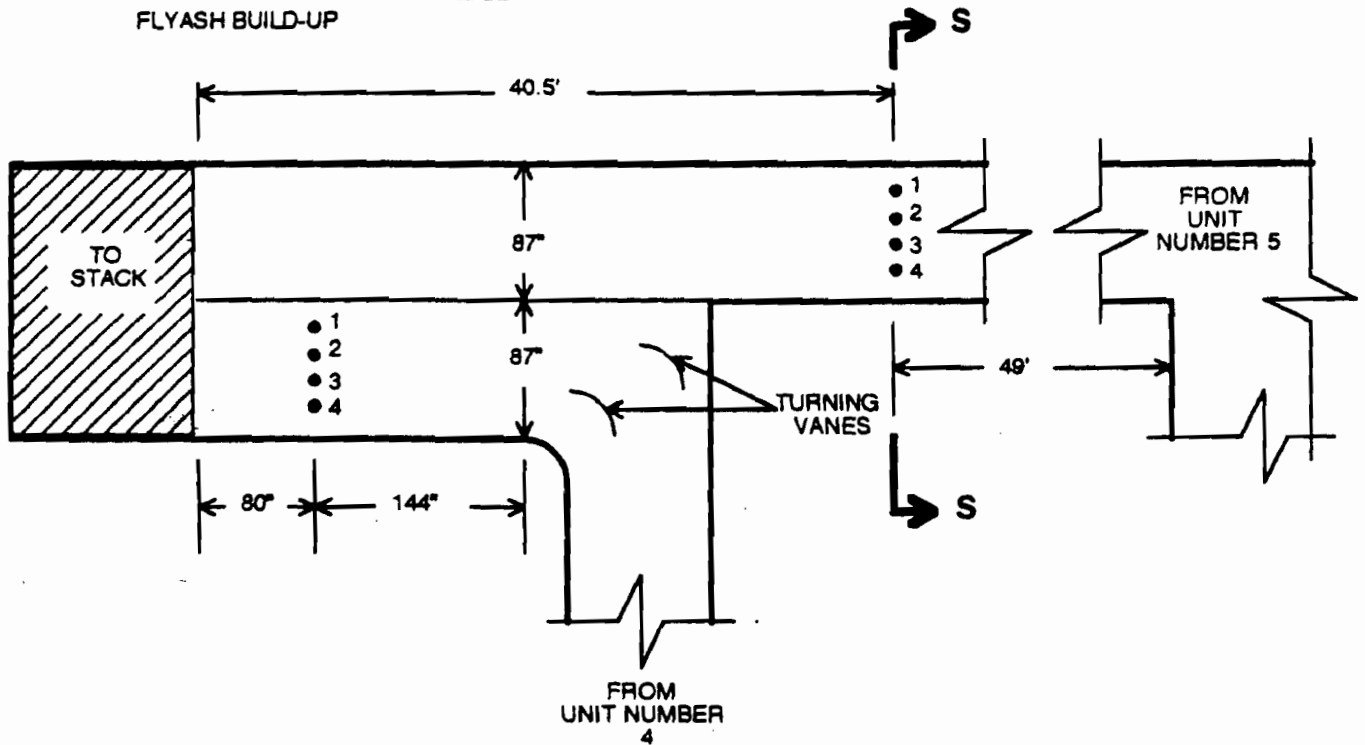 FLYASH BUILD-UP
S
40.5'
1
2
3
4
FROM
UNIT
NUMBER 5
TO
STACK
87"
87"
1
2
3
4
49'
TURNING
VANES
80"
144"
S
FROM
UNIT NUMBER
4